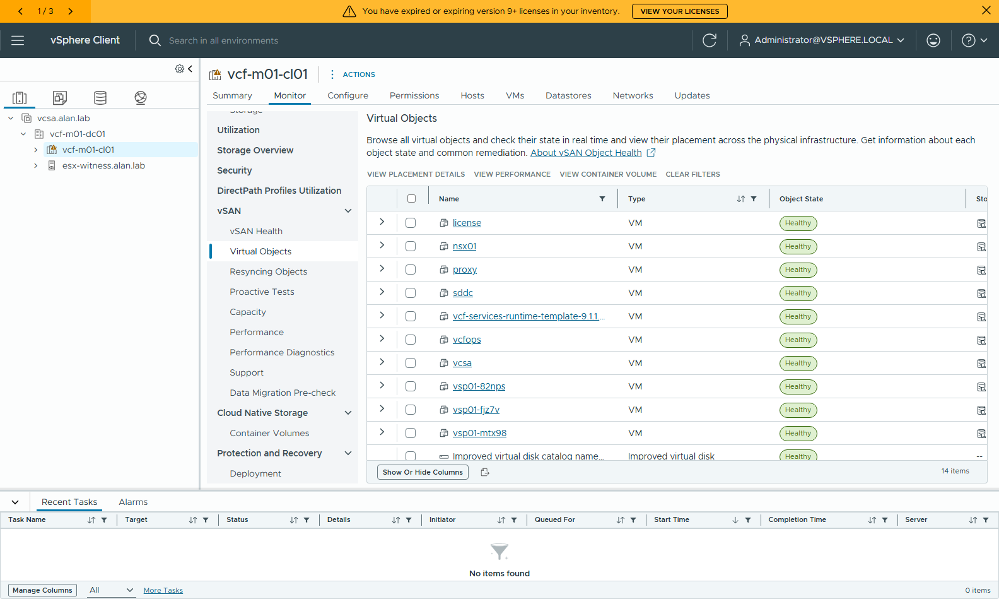 1 / 3
You have expired or expiring version 9+ licenses in your inventory.
VIEW YOUR LICENSES
vSphere Client
Search in all environments
Administrator@VSPHERE.LOCAL
vcsa.alan.lab
vcf-m01-dc01
vcf-m01-cl01
esx-witness.alan.lab
vcf-m01-cl01
ACTIONS
Summary Monitor Configure Permissions Hosts VMs Datastores Networks Updates
Storage
Utilization
Storage Overview
Security
DirectPath Profiles Utilization
vSAN
vSAN Health
Virtual Objects
Resyncing Objects
Proactive Tests
Capacity
Performance
Performance Diagnostics
Support
Data Migration Pre-check
Cloud Native Storage
Container Volumes
Protection and Recovery
Deployment
Virtual Objects
Browse all virtual objects and check their state in real time and view their placement across the physical infrastructure. Get information about each
object state and common remediation. About vSAN Object Health
VIEW PLACEMENT DETAILS VIEW PERFORMANCE VIEW CONTAINER VOLUME CLEAR FILTERS
Name Type Object State Sto
license VM Healthy
nsx01 VM Healthy
proxy VM Healthy
sddc VM Healthy
vcf-services-runtime-template-9.1.1.... VM Healthy
vcfops VM Healthy
vcsa VM Healthy
vsp01-82nps VM Healthy
vsp01-fjz7v VM Healthy
vsp01-mtx98 VM Healthy
Improved virtual disk catalog name... Improved virtual disk Healthy --
Show Or Hide Columns
14 items
Recent Tasks Alarms
Task Name Target Status Details Initiator Queued For Start Time Completion Time Server
No items found
Manage Columns All More Tasks
0 items